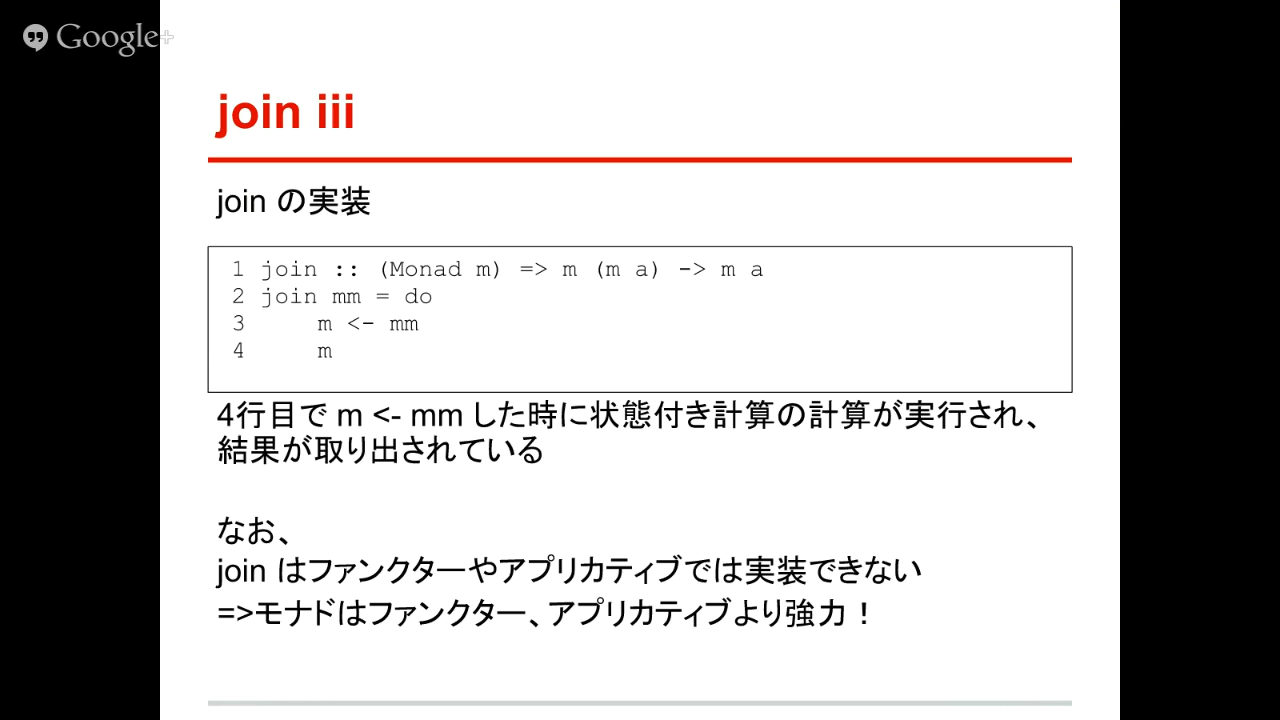 Google+
join iii
join の実装
1 join :: (Monad m) => m (m a) -> m a
2 join mm = do
3     m <- mm
4     m
4行目で m <- mm した時に状態付き計算の計算が実行され、
結果が取り出されている
なお、
join はファンクターやアプリカティブでは実装できない
=>モナドはファンクター、アプリカティブより強力！